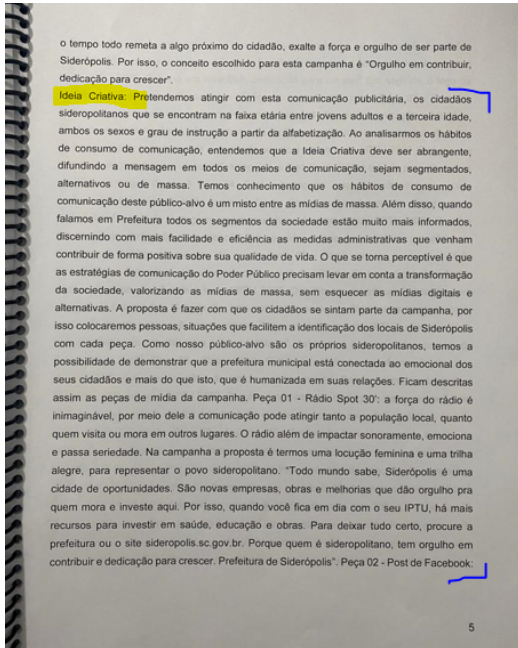 o tempo todo remeta a algo próximo do cidadão, exalte a força e orgulho de ser parte de
Siderópolis. Por isso, o conceito escolhido para esta campanha é “Orgulho em contribuir,
dedicação para crescer”.
Ideia Criativa: Pretendemos atingir com esta comunicação publicitária, os cidadãos
sideropolitanos que se encontram na faixa etária entre jovens adultos e a terceira idade,
ambos os sexos e grau de instrução a partir da alfabetização. Ao analisarmos os hábitos
de consumo de comunicação, entendemos que a Ideia Criativa deve ser abrangente,
difundindo a mensagem em todos os meios de comunicação, sejam segmentados,
alternativos ou de massa. Temos conhecimento que os hábitos de consumo de
comunicação deste público-alvo é um misto entre as mídias de massa. Além disso, quando
falamos em Prefeitura todos os segmentos da sociedade estão muito mais informados,
discernindo com mais facilidade e eficiência as medidas administrativas que venham
contribuir de forma positiva sobre sua qualidade de vida. O que se torna perceptível é que
as estratégias de comunicação do Poder Público precisam levar em conta a transformação
da sociedade, valorizando as mídias de massa, sem esquecer as mídias digitais e
alternativas. A proposta é fazer com que os cidadãos se sintam parte da campanha, por
isso colocaremos pessoas, situações que facilitem a identificação dos locais de Siderópolis
com cada peça. Como nosso público-alvo são os próprios sideropolitanos, temos a
possibilidade de demonstrar que a prefeitura municipal está conectada ao emocional dos
seus cidadãos e mais do que isto, que é humanizada em suas relações. Ficam descritas
assim as peças de mídia da campanha. Peça 01 - Rádio Spot 30’: a força do rádio é
inimaginável, por meio dele a comunicação pode atingir tanto a população local, quanto
quem visita ou mora em outros lugares. O rádio além de impactar sonoramente, emociona
e passa seriedade. Na campanha a proposta é termos uma locução feminina e uma trilha
alegre, para representar o povo sideropolitano. “Todo mundo sabe, Siderópolis é uma
cidade de oportunidades. São novas empresas, obras e melhorias que dão orgulho pra
quem mora e investe aqui. Por isso, quando você fica em dia com o seu IPTU, há mais
recursos para investir em saúde, educação e obras. Para deixar tudo certo, procure a
prefeitura ou o site sideropolis.sc.gov.br. Porque quem é sideropolitano, tem orgulho em
contribuir e dedicação para crescer. Prefeitura de Siderópolis”. Peça 02 - Post de Facebook:
5